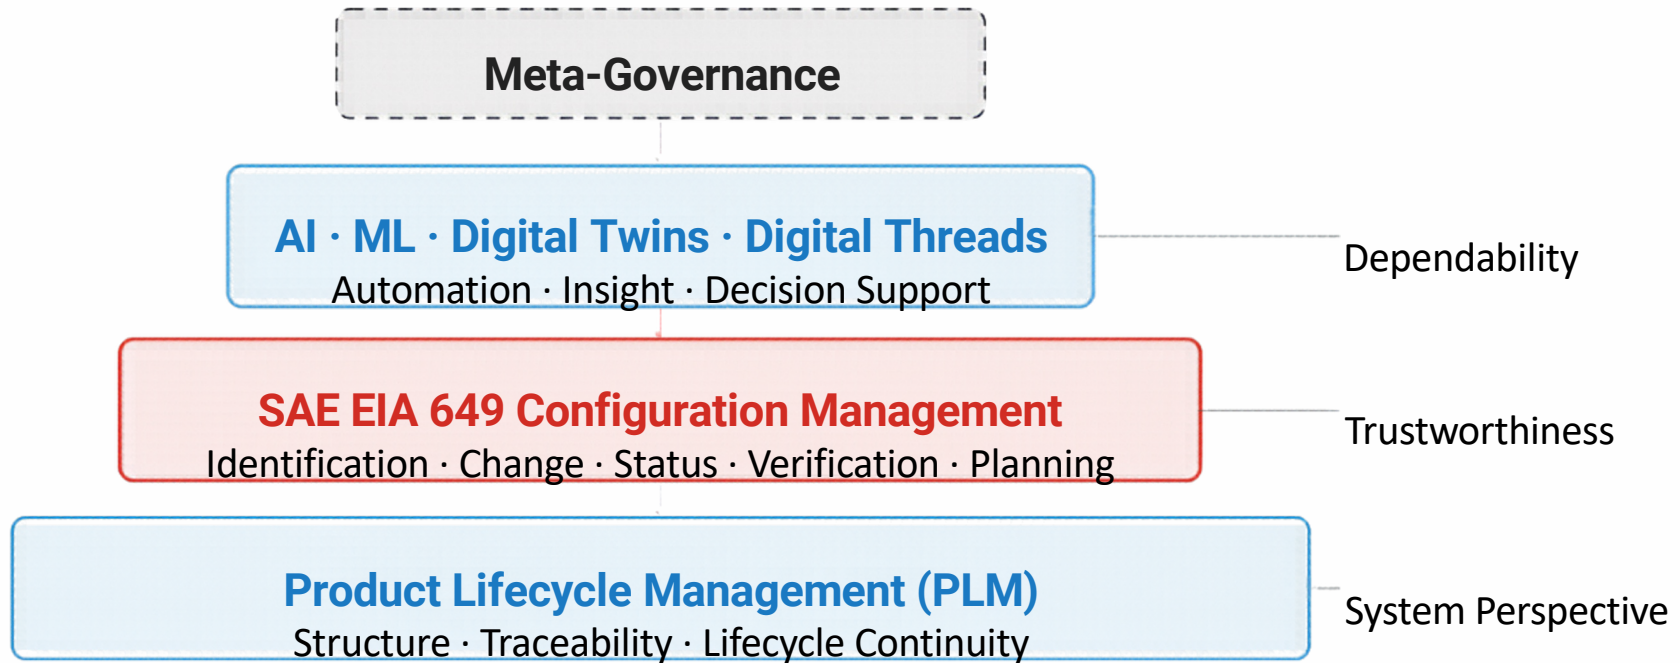 Meta-Governance
AI · ML · Digital Twins · Digital Threads
Automation · Insight · Decision Support
Dependability
SAE EIA 649 Configuration Management
Identification · Change · Status · Verification · Planning
Trustworthiness
Product Lifecycle Management (PLM)
Structure · Traceability · Lifecycle Continuity
System Perspective